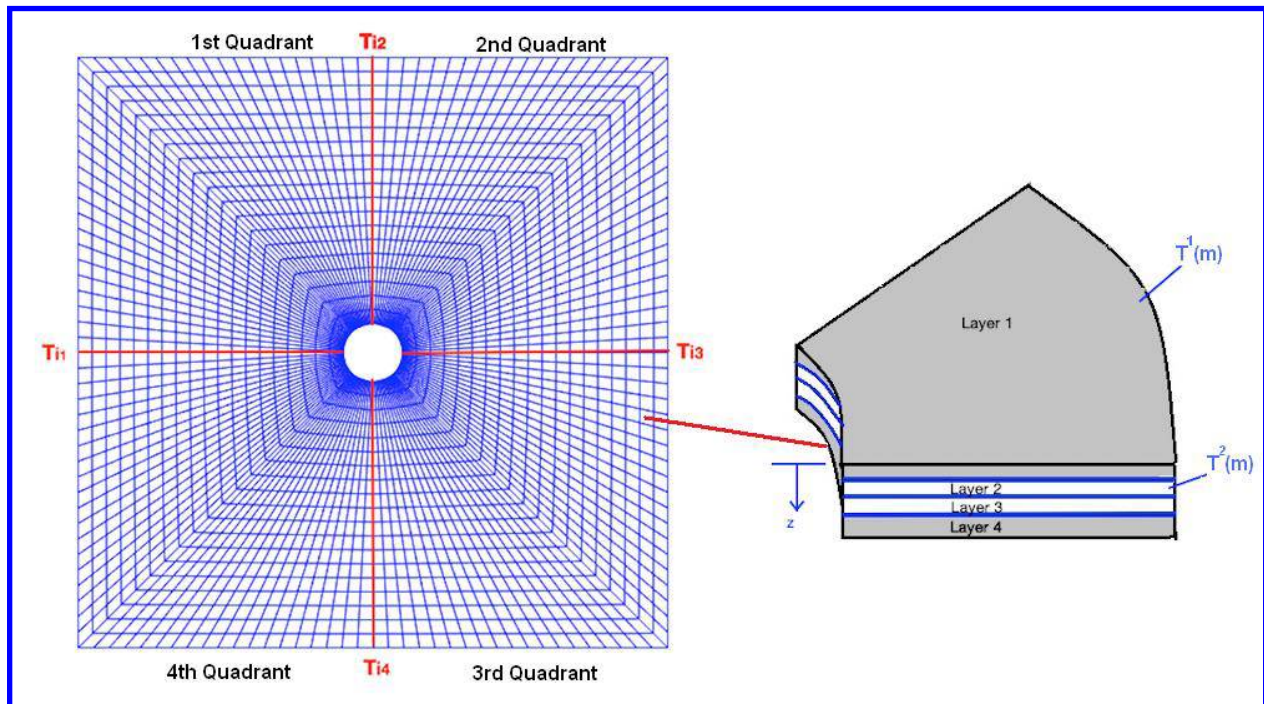 1st Quadrant
Ti2
2nd Quadrant
Ti1
Ti3
4th Quadrant
Ti4
3rd Quadrant
T¹(m)
Layer 1
T²(m)
Layer 2
Layer 3
Layer 4
z